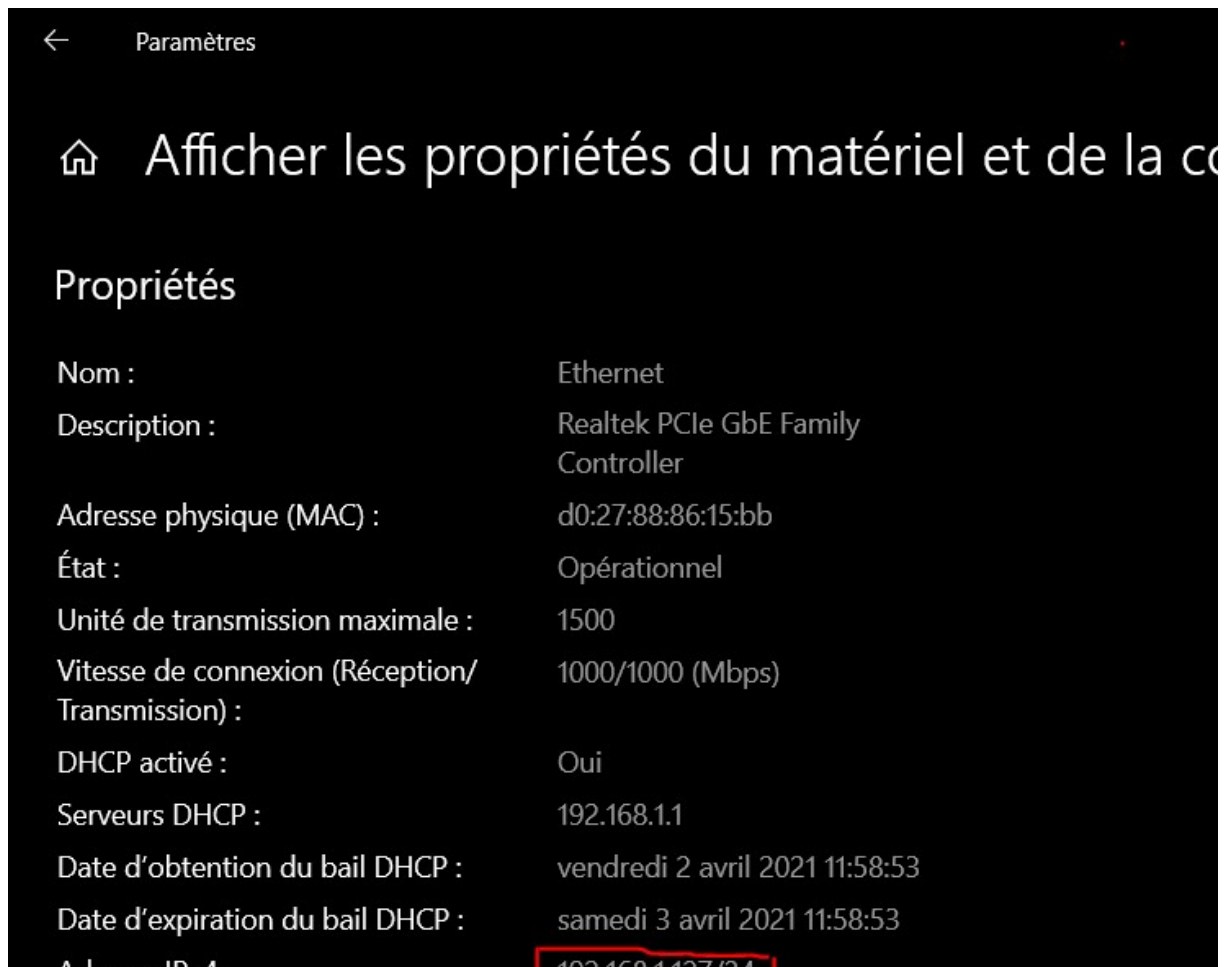 Paramètres
Afficher les propriétés du matériel et de la
Propriétés
Nom : Ethernet
Description : Realtek PCIe GbE Family
Controller
Adresse physique (MAC) : d0:27:88:86:15:bb
État : Opérationnel
Unité de transmission maximale : 1500
Vitesse de connexion (Réception/ 1000/1000 (Mbps)
Transmission) :
DHCP activé : Oui
Serveurs DHCP : 192.168.1.1
Date d'obtention du bail DHCP : vendredi 2 avril 2021 11:58:53
Date d'expiration du bail DHCP : samedi 3 avril 2021 11:58:53